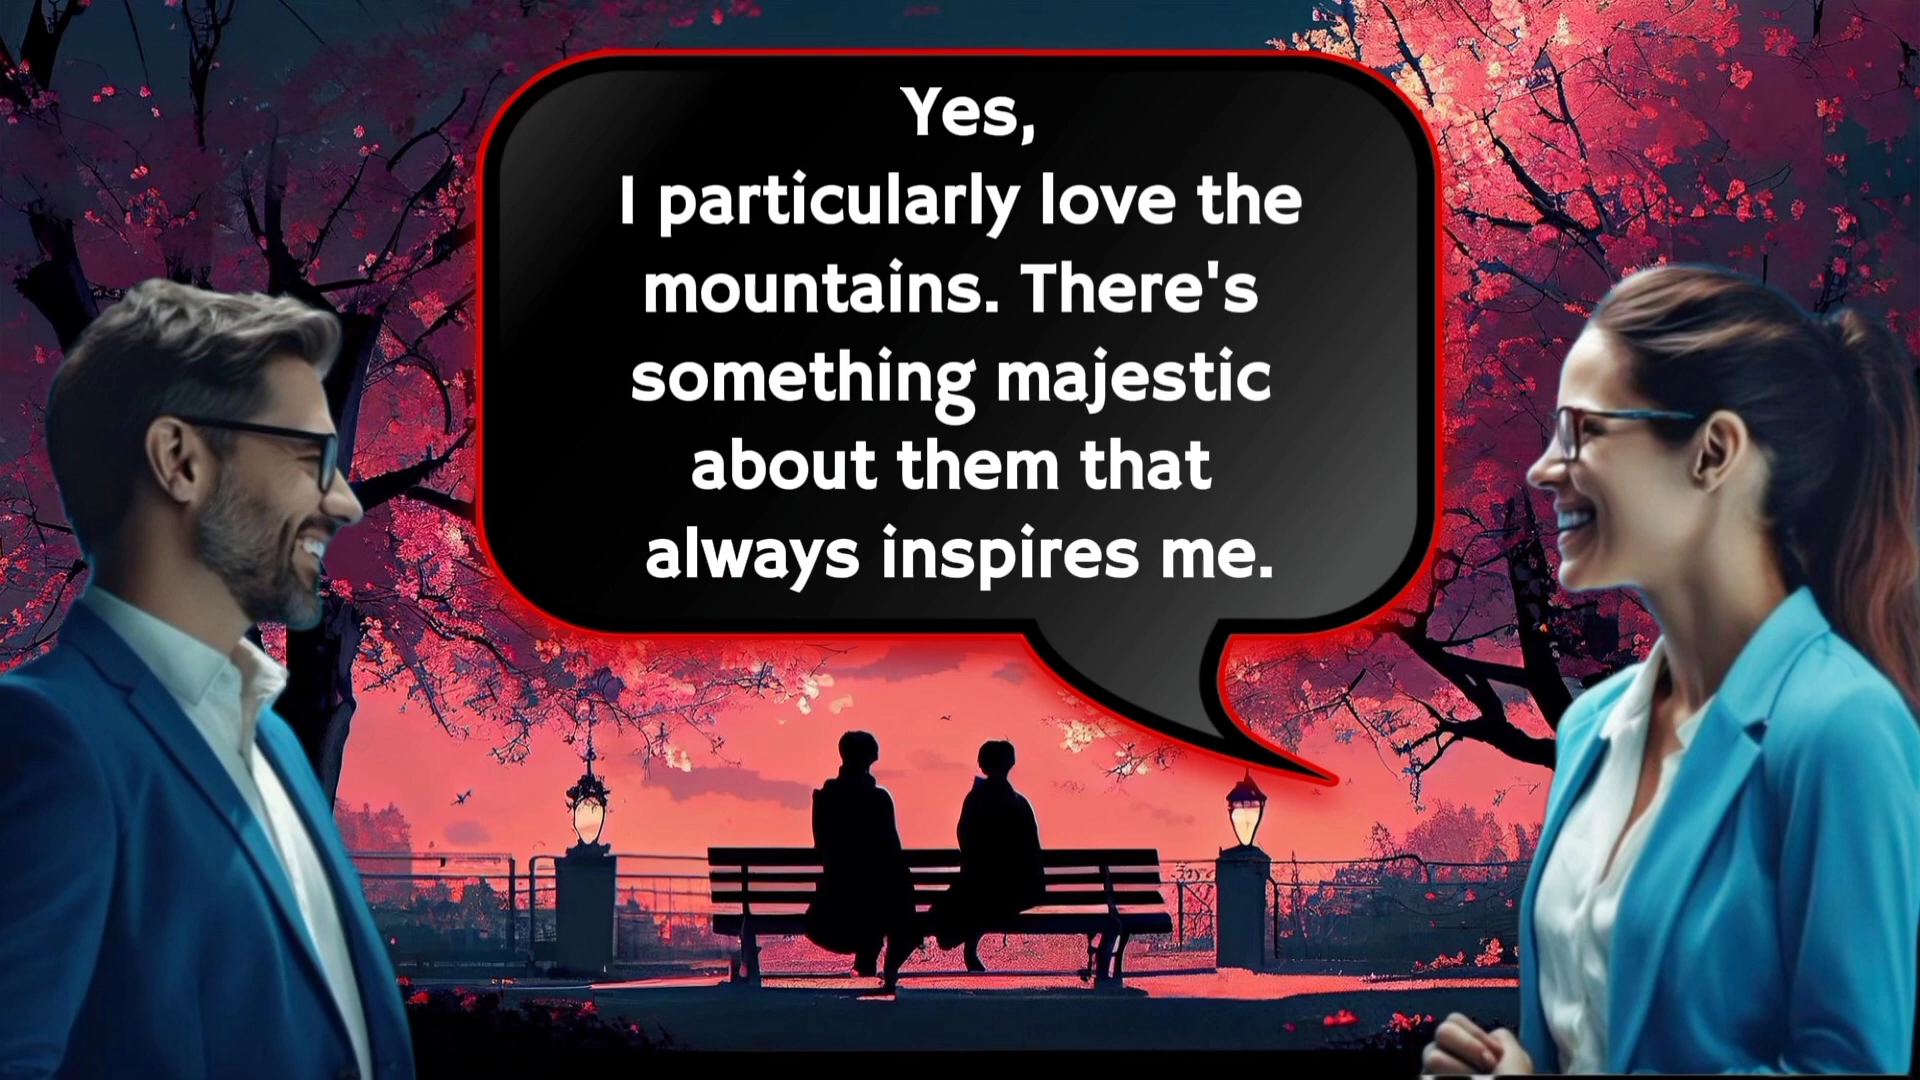 Yes,
I particularly love the
mountains. There's
something majestic
about them that
always inspires me.